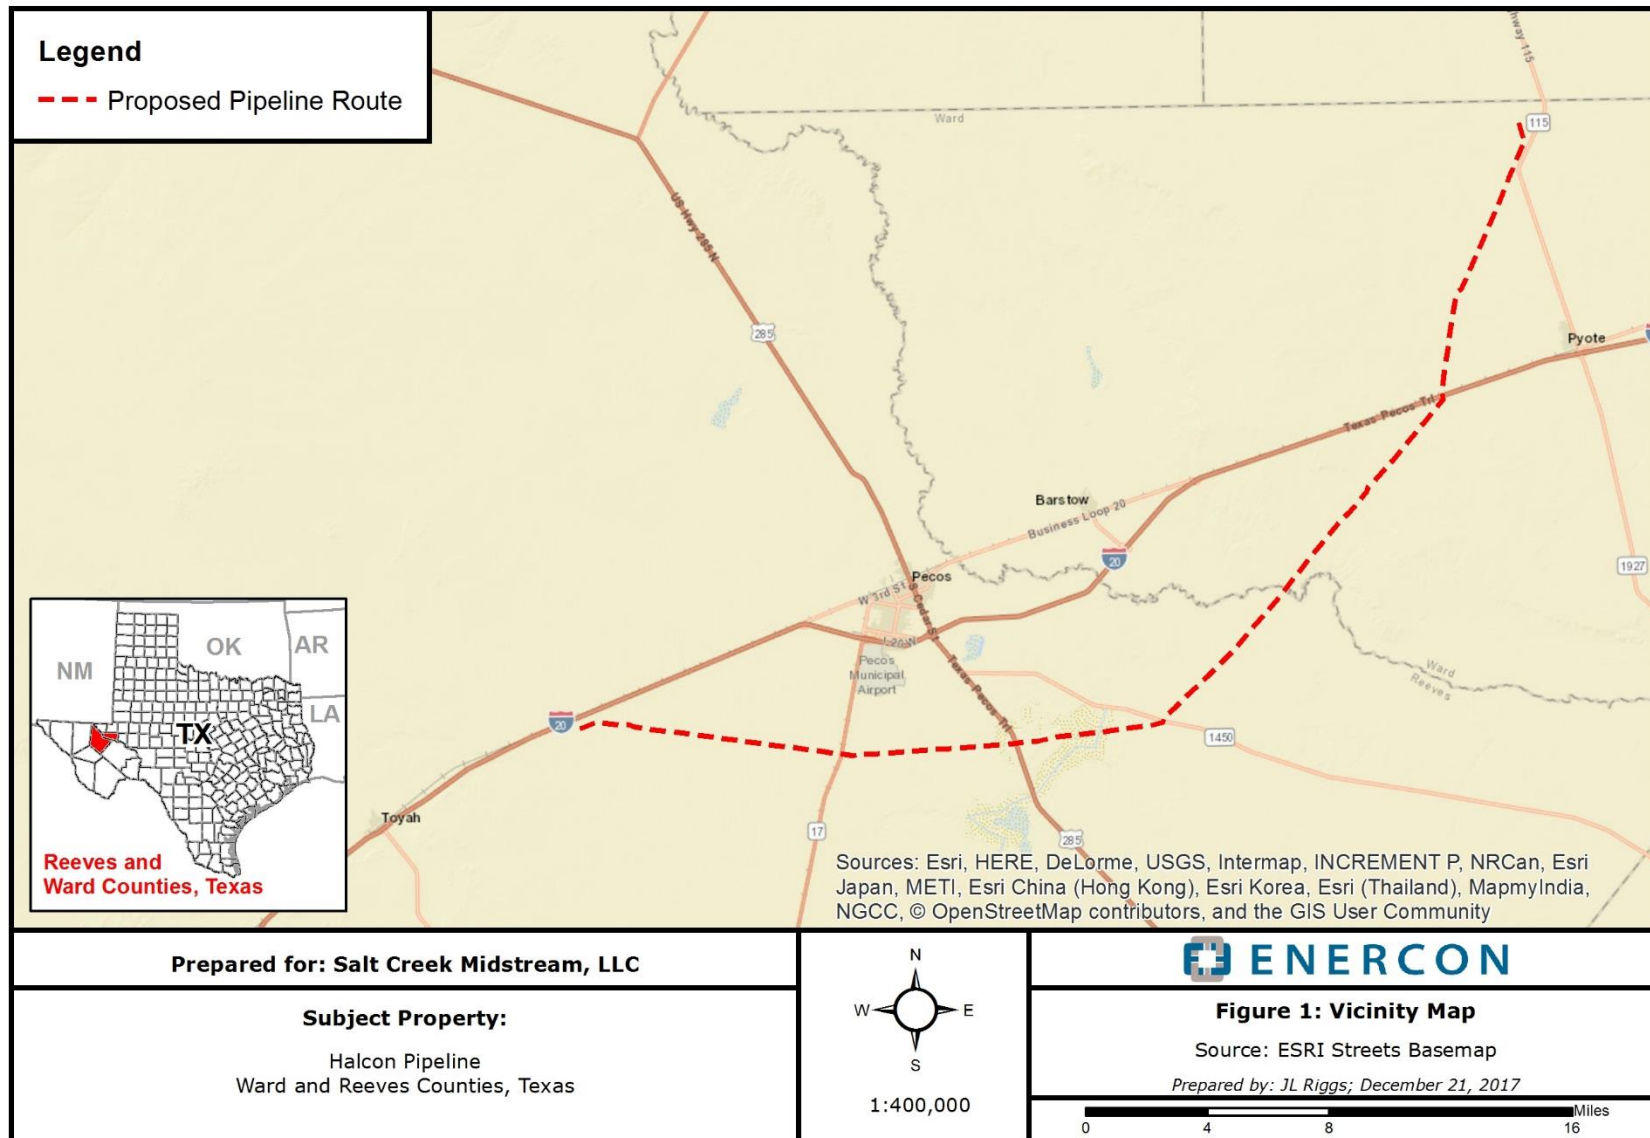 Legend
Proposed Pipeline Route
hway 115
Ward
115
US Hwy 285 N
285
Pyote
Texas Pecos Trl
Barstow
Business Loop 20
20
1927
Pecos
W 3rd St
S Cedar St
I-20 W
Pecos
Municipal
Airport
Texas Pecos Trl
Ward
Reeves
20
1450
Toyah
17
285
NM
OK
AR
LA
TX
Reeves and
Ward Counties, Texas
Sources: Esri, HERE, DeLorme, USGS, Intermap, INCREMENT P, NRCan, Esri
Japan, METI, Esri China (Hong Kong), Esri Korea, Esri (Thailand), MapmyIndia,
NGCC, © OpenStreetMap contributors, and the GIS User Community
Prepared for: Salt Creek Midstream, LLC
Subject Property:
Halcon Pipeline
Ward and Reeves Counties, Texas
N
W E
S
1:400,000
ENERCON
Figure 1: Vicinity Map
Source: ESRI Streets Basemap
Prepared by: JL Riggs; December 21, 2017
Miles
0 4 8 16